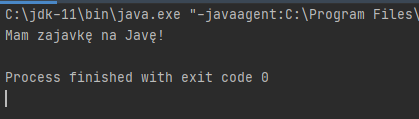 C:\jdk-11\bin\java.exe "-javaagent:C:\Program Files\
Mam zajavkę na Javę!
Process finished with exit code 0